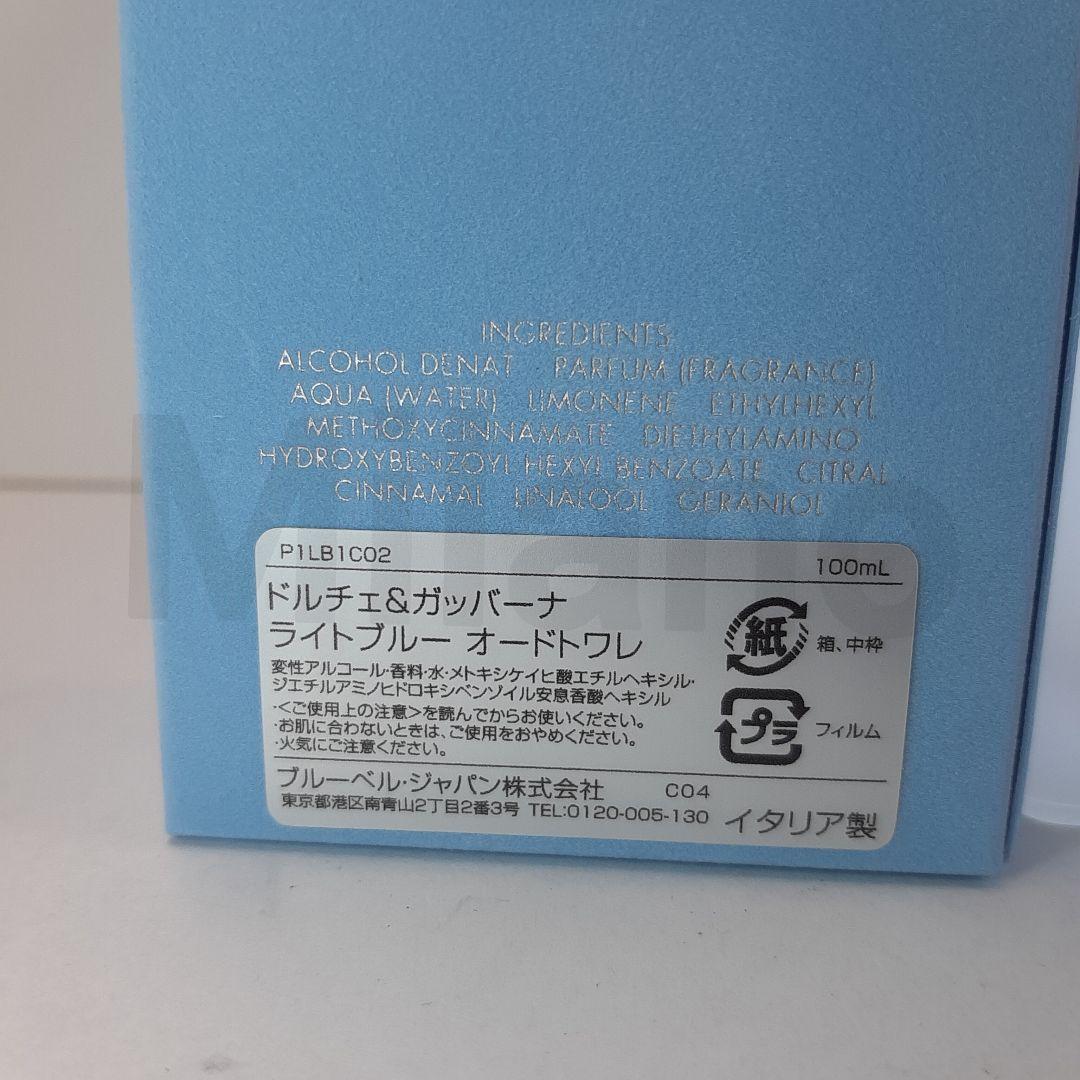 INGREDIENTS
ALCOHOL DENAT PARFUM (FRAGRANCE)
AQUA (WATER) LIMONENE ETHYLHEXYL
METHOXYCINNAMATE DIETHYLAMINO
HYDROXYBENZOYL HEXYL BENZOATE CITRAL
CINNAMAL LINALOOL GERANIOL
Milano
P1LB1C02 100mL
ドルチェ&ガッバーナ
ライトブルー オードトワレ
紙 箱、中枠
変性アルコール・香料・水・メトキシケイヒ酸エチルヘキシル・
ジエチルアミノヒドロキシベンゾイル安息香酸ヘキシル
・<ご使用上の注意>を読んでからお使いください。
・お肌に合わないときは、ご使用をおやめください。
・火気にご注意ください。
プラ フィルム
ブルーベル・ジャパン株式会社 C04
東京都港区南青山2丁目2番3号 TEL:0120-005-130 イタリア製